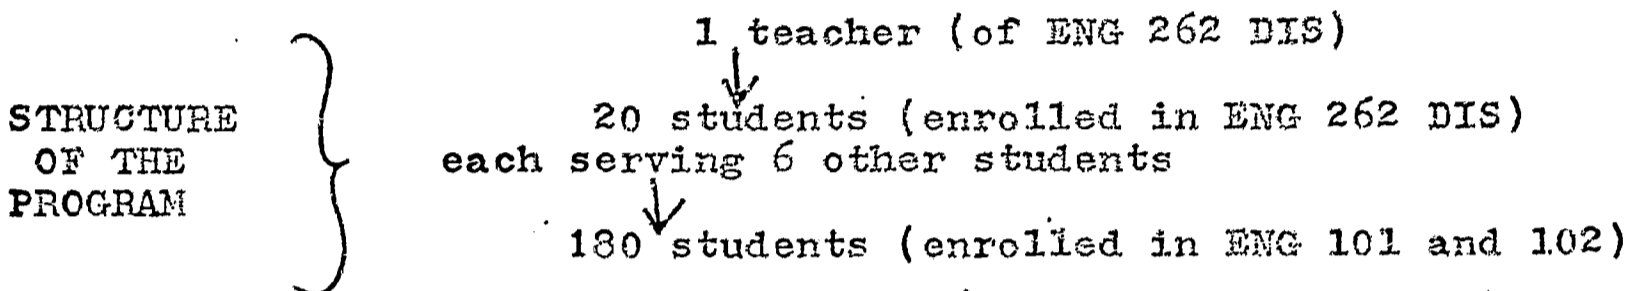 1 teacher (of ENG 262 DIS)
STRUCTURE
OF THE
PROGRAM
20 students (enrolled in ENG 262 DIS)
each serving 6 other students
180 students (enrolled in ENG 101 and 102)